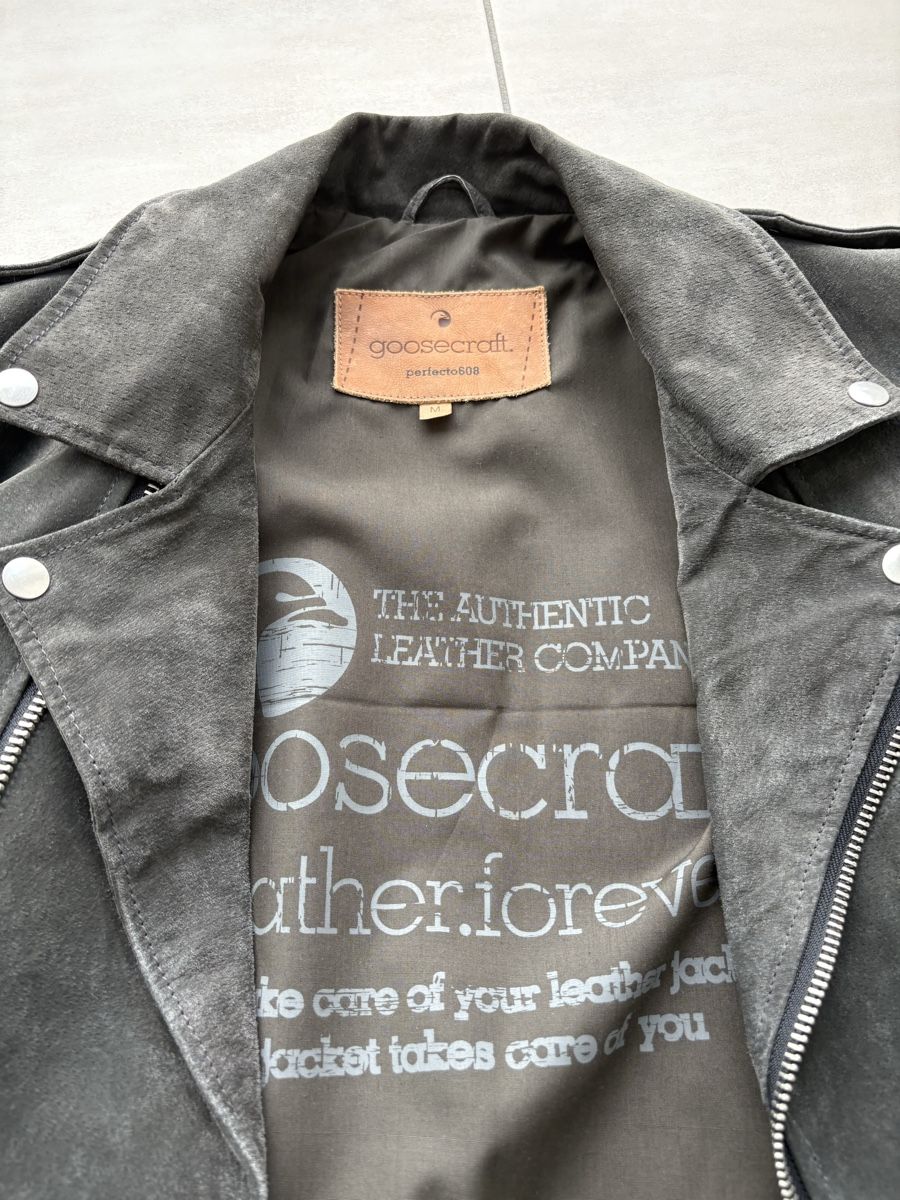 goosecraft.
perfecto608
M
THE AUTHENTIC
LEATHER COMPAN
oosecra
ather.foreve
ke care of your leather jack
jacket takes care of you